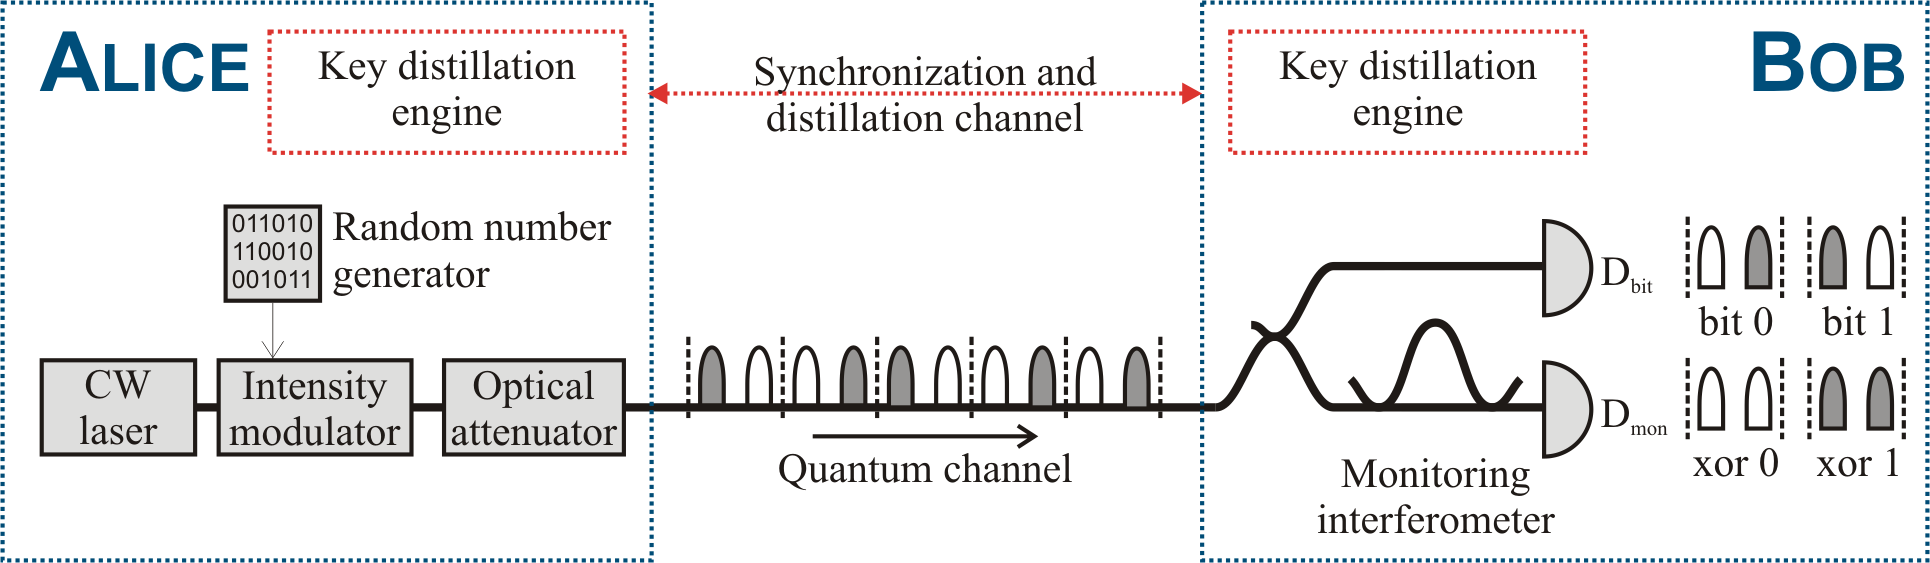 ALICE
Key distillation
engine
Synchronization and
distillation channel
Key distillation
engine
BOB
011010
110010
001011
Random number
generator
CW
laser
Intensity
modulator
Optical
attenuator
Quantum channel
Dbit
Dmon
Monitoring
interferometer
bit 0
bit 1
xor 0
xor 1